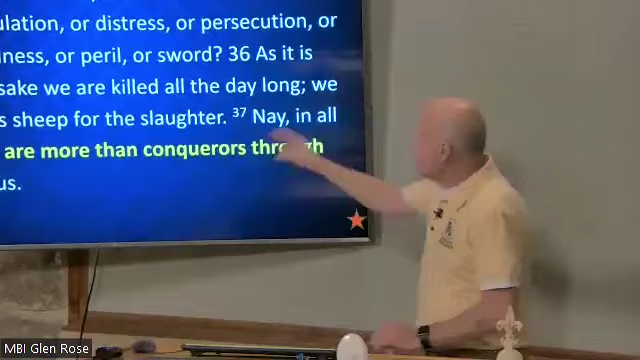 ulation, or distress, or persecution, or
ness, or peril, or sword? 36 As it is
sake we are killed all the day long; we
s sheep for the slaughter. 37 Nay, in all
are more than conquerors through
us.
MBI Glen Rose